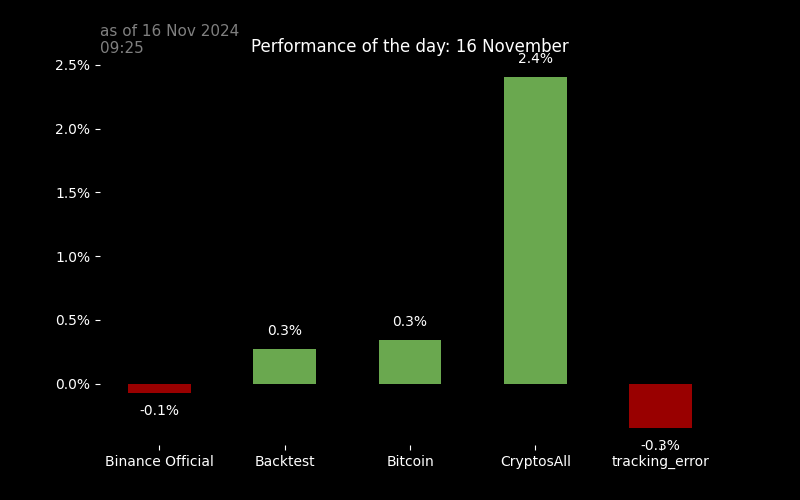 as of 16 Nov 2024
09:25
Performance of the day: 16 November
2.5%
2.0%
1.5%
1.0%
0.5%
0.0%
-0.1%
0.3%
0.3%
2.4%
-0.3%
Binance Official
Backtest
Bitcoin
CryptosAll
tracking_error